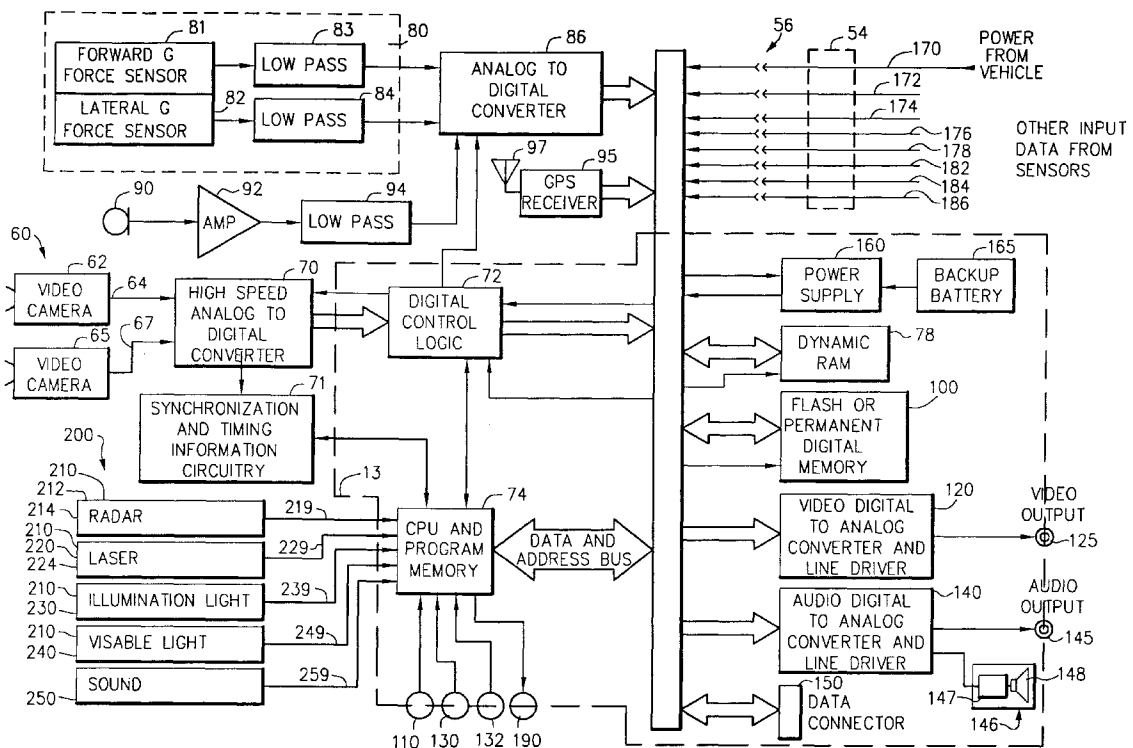 81
FORWARD G
FORCE SENSOR
LATERAL G
FORCE SENSOR
82
83
LOW PASS
80
84
LOW PASS
86
ANALOG TO
DIGITAL
CONVERTER
56
54
170
POWER
FROM
VEHICLE
172
174
176
178
182
184
186
OTHER INPUT
DATA FROM
SENSORS
97
95
GPS
RECEIVER
90
92
AMP
94
LOW PASS
60
62
VIDEO
CAMERA
64
67
65
VIDEO
CAMERA
70
HIGH SPEED
ANALOG TO
DIGITAL
CONVERTER
72
DIGITAL
CONTROL
LOGIC
71
SYNCHRONIZATION
AND TIMING
INFORMATION
CIRCUITRY
160
POWER
SUPPLY
165
BACKUP
BATTERY
78
DYNAMIC
RAM
100
FLASH OR
PERMANENT
DIGITAL
MEMORY
200
13
210
212
214
RADAR
219
210
220
224
LASER
229
210
230
ILLUMINATION LIGHT
239
210
240
VISABLE LIGHT
249
250
SOUND
259
74
CPU AND
PROGRAM
MEMORY
DATA AND
ADDRESS BUS
110
130
132
190
120
VIDEO DIGITAL
TO ANALOG
CONVERTER AND
LINE DRIVER
VIDEO
OUTPUT
125
140
AUDIO DIGITAL
TO ANALOG
CONVERTER AND
LINE DRIVER
AUDIO
OUTPUT
145
147
148
146
150
DATA
CONNECTOR